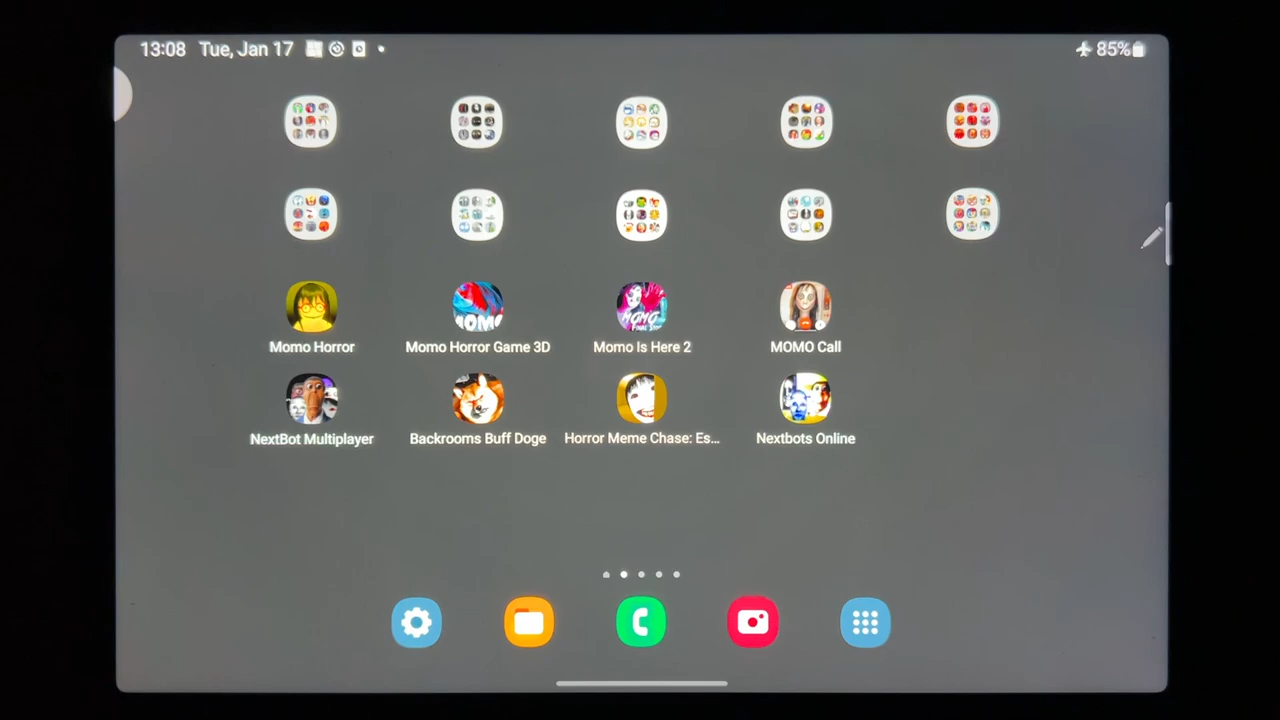 13:08 Tue, Jan 17 85%
Momo Horror Momo Horror Game 3D Momo Is Here 2 MOMO Call
NextBot Multiplayer Backrooms Buff Doge Horror Meme Chase: Es... Nextbots Online